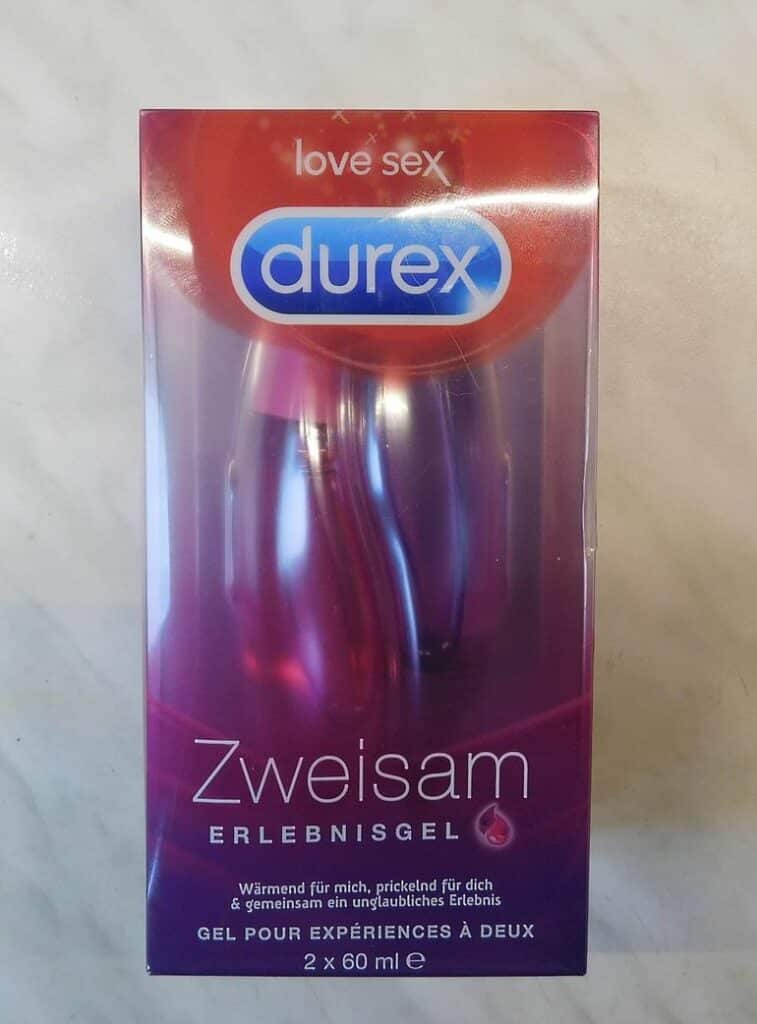 love sex
durex
Zweisam
ERLEBNISGEL
Wärmend für mich, prickelnd für dich
& gemeinsam ein unglaubliches Erlebnis
GEL POUR EXPÉRIENCES À DEUX
2 x 60 ml ℮